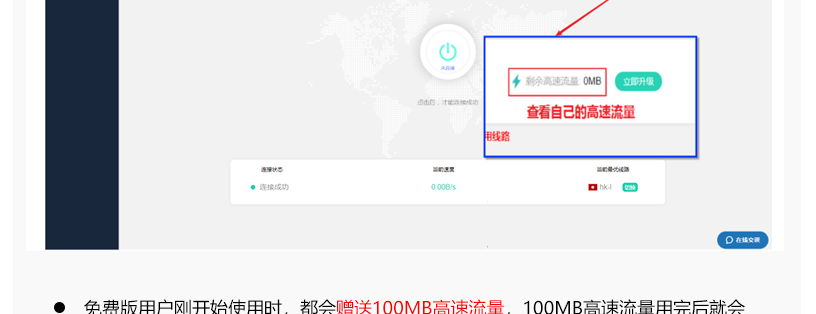 剩余高速流量 0MB 立即升级
未连接
点击后，才能连接成功
查看自己的高速流量
用线路
连接状态 当前速度 当前最优线路
连接成功 0.00B/s hk-I 切换
在线交谈
● 免费版用户刚开始使用时，都会赠送100MB高速流量，100MB高速流量用完后就会